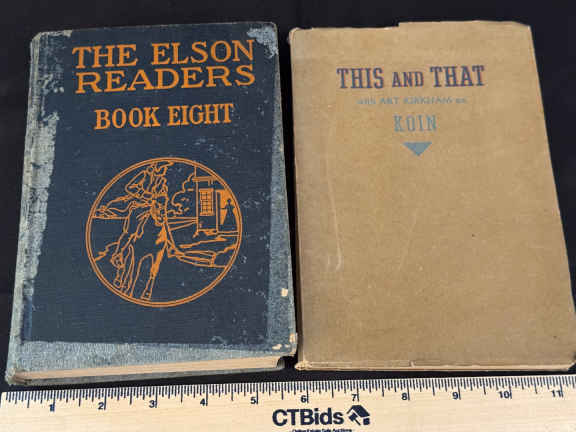 THE ELSON
READERS
BOOK EIGHT
THIS AND THAT
ART KIRKHAM
KOIN
1 2 3 4 5 6 7 8 9 10 11
CTBids